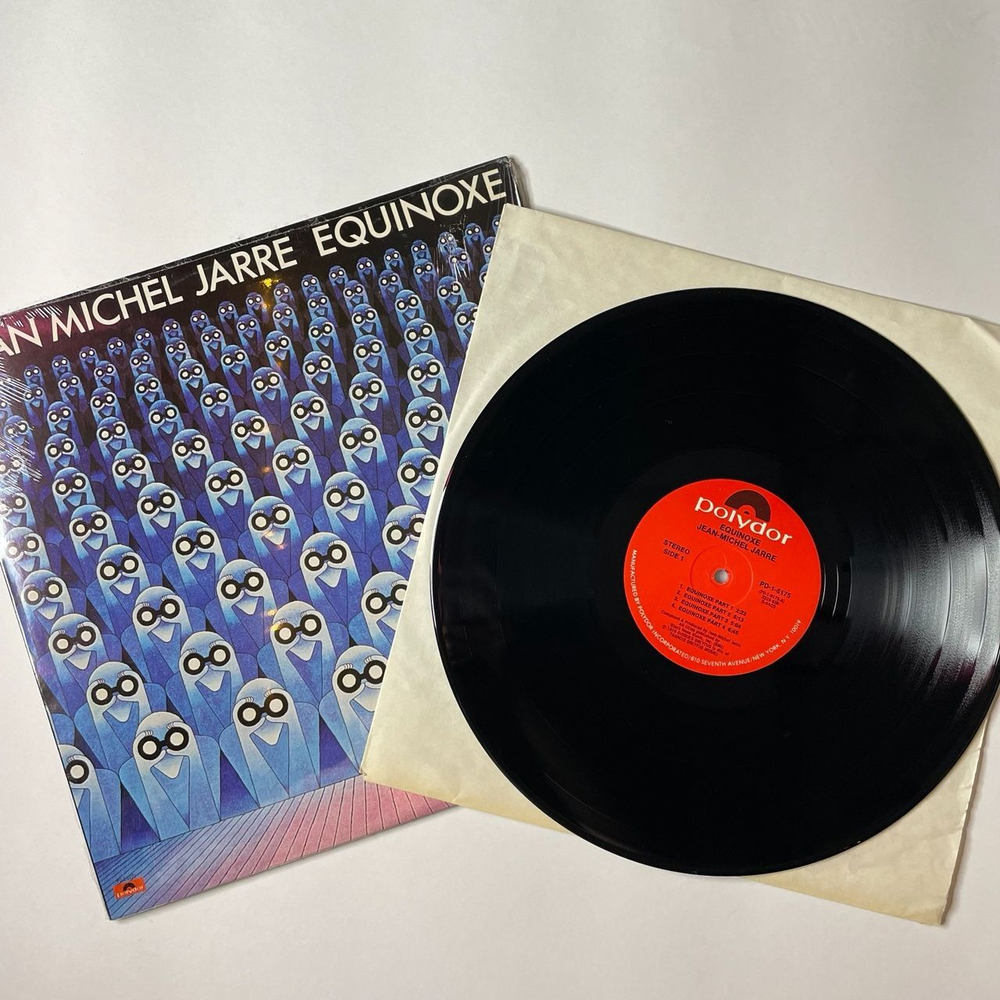 AN MICHEL JARRE EQUINOXE
polydor
polydor
EQUINOXE
JEAN-MICHEL JARRE
STEREO
SIDE 1
PD-1-6175
1. EQUINOXE PART 1
2. EQUINOXE PART 2
3. EQUINOXE PART 3
4. EQUINOXE PART 4
MANUFACTURED BY POLYDOR INCORPORATED/810 SEVENTH AVENUE/NEW YORK, N.Y. 10019